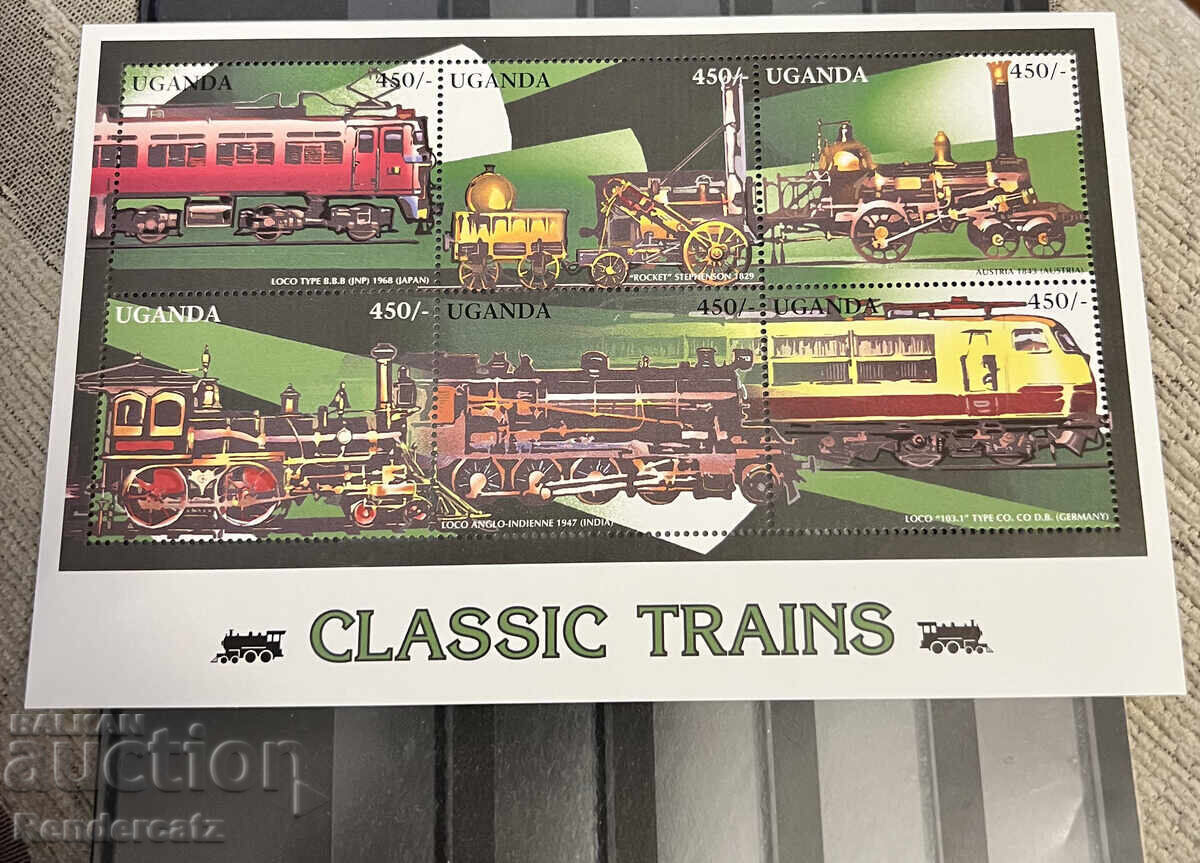 UGANDA 450/-
UGANDA 450/-
UGANDA 450/-
LOCO TYPE B.B.B (JNP) 1968 (JAPAN)
"ROCKET" STEPHENSON 1829
AUSTRIA 1843 (AUSTRIA)
UGANDA 450/-
UGANDA 450/-
UGANDA 450/-
LOCO ANGLO-INDIENNE 1947 (INDIA)
LOCO "103.1" TYPE CO. CO D.B. (GERMANY)
CLASSIC TRAINS
BALKAN
auction
Rendercatz